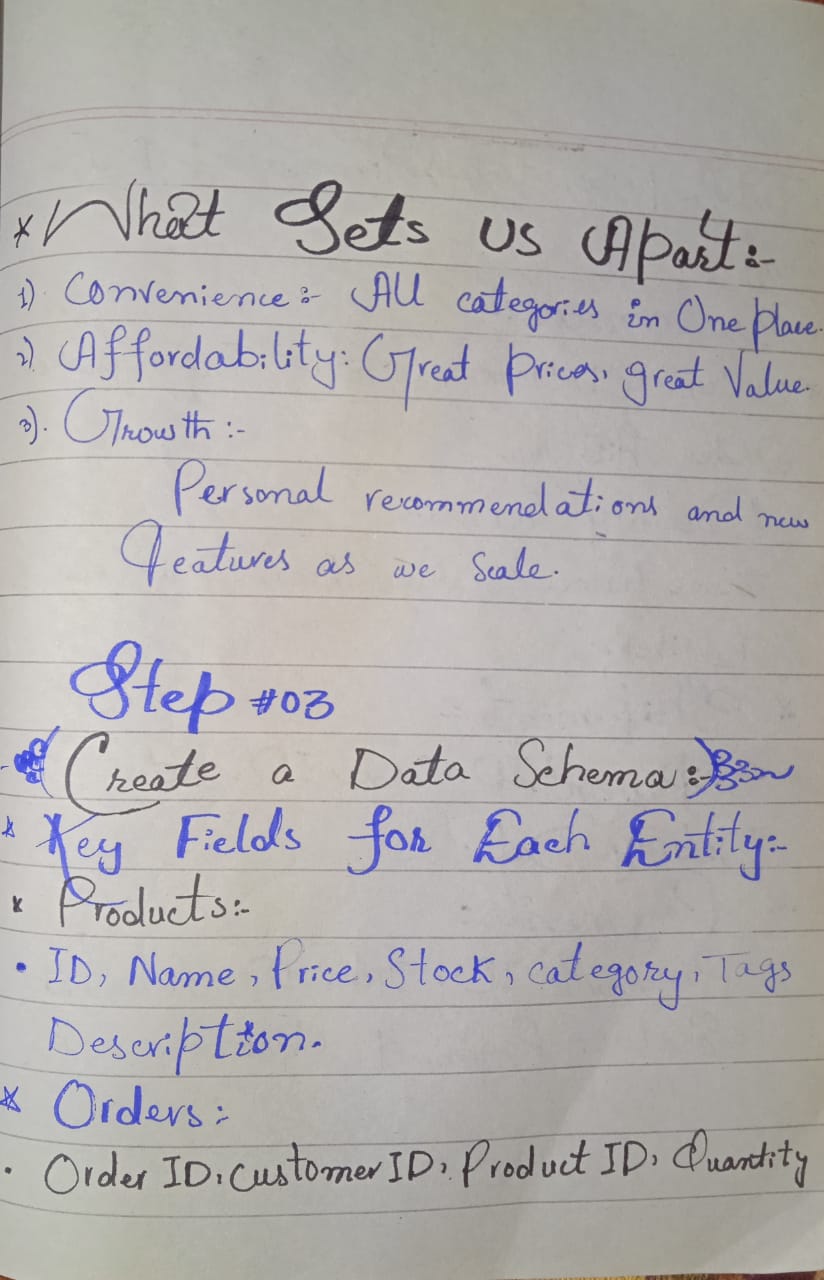 * What Sets Us Apart:-
1) Convenience:- All categories in One place.
2) Affordability: Great Prices, great Value.
3). Growth :-
Personal recommendations and new
features as we Scale.
Step #03
Create a Data Schema:-
* Key Fields for Each Entity:-
* Products:-
• ID, Name, Price, Stock, category, Tags
Description.
* Orders:
• Order ID, Customer ID, Product ID, Quantity